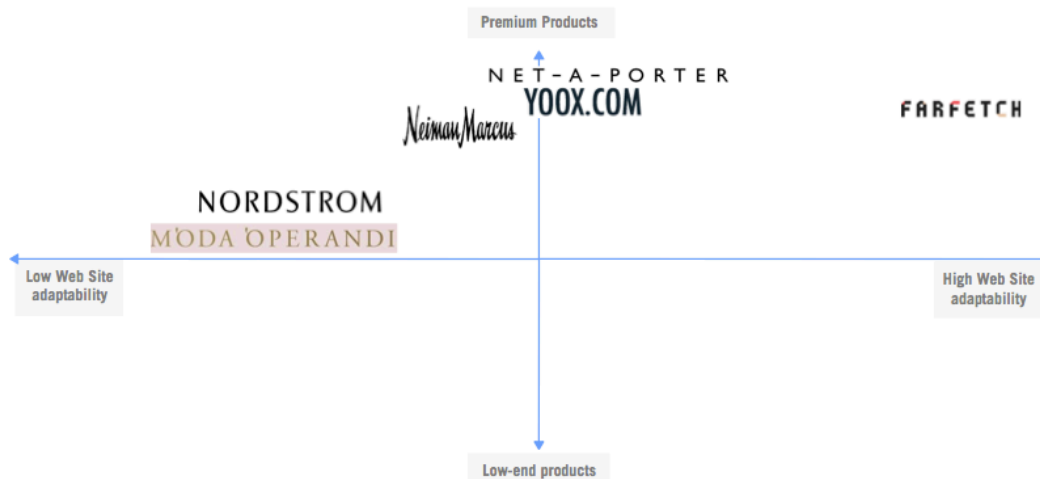 Premium Products
NET-A-PORTER
YOOX.COM
FARFETCH
Neiman Marcus
NORDSTROM
M'ODA 'OPERANDI
Low Web Site
adaptability
High Web Site
adaptability
Low-end products